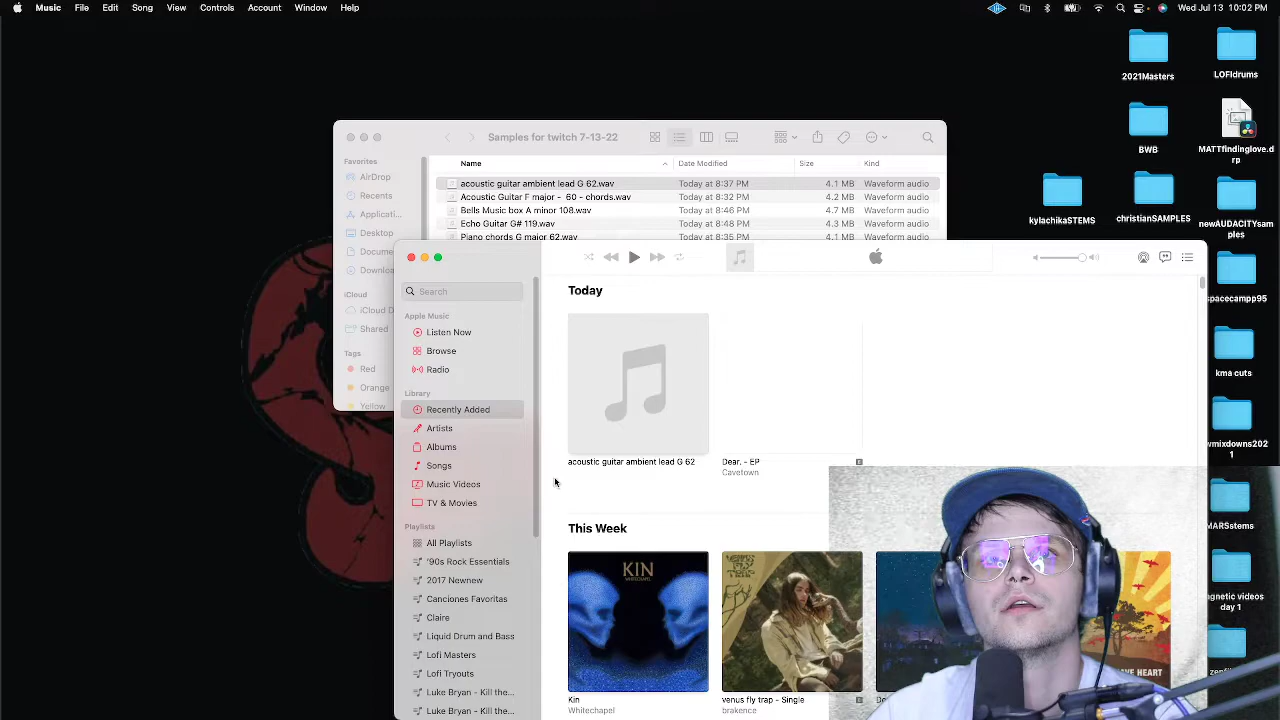 Music File Edit Song View Controls Account Window Help
Wed Jul 13 10:02 PM
2021Masters
LOFIdrums
BWB
MATTfindinglove.d
rp
kylachikaSTEMS
christianSAMPLES
newAUDACITYsam
ples
spacecampp95
kma cuts
MARSstems
day 1
Samples for twitch 7-13-22
Favorites
AirDrop
Recents
Applicati...
Desktop
iCloud
Shared
Tags
Red
Orange
Yellow
Name Date Modified Size Kind
acoustic guitar ambient lead G 62.wav Today at 8:37 PM 4.1 MB Waveform audio
Acoustic Guitar F major - 60 - chords.wav Today at 8:32 PM 4.2 MB Waveform audio
Bells Music box A minor 108.wav Today at 8:46 PM 4.7 MB Waveform audio
Echo Guitar G# 119.wav Today at 8:48 PM 4.3 MB Waveform audio
Piano chords G major 62.wav Today at 8:35 PM 4.1 MB Waveform audio
Search
Apple Music
Listen Now
Browse
Radio
Library
Recently Added
Artists
Albums
Songs
Music Videos
TV & Movies
Playlists
All Playlists
'90s Rock Essentials
2017 Newnew
Canciones Favoritas
Claire
Liquid Drum and Bass
Lofi Masters
Lofi Tryouts
Luke Bryan - Kill the...
Luke Bryan - Kill the...
Today
acoustic guitar ambient lead G 62
Dear. - EP
Cavetown
This Week
KIN
WHITECHAPEL
Kin
Whitechapel
venus fly trap - Single
brakence
HEART